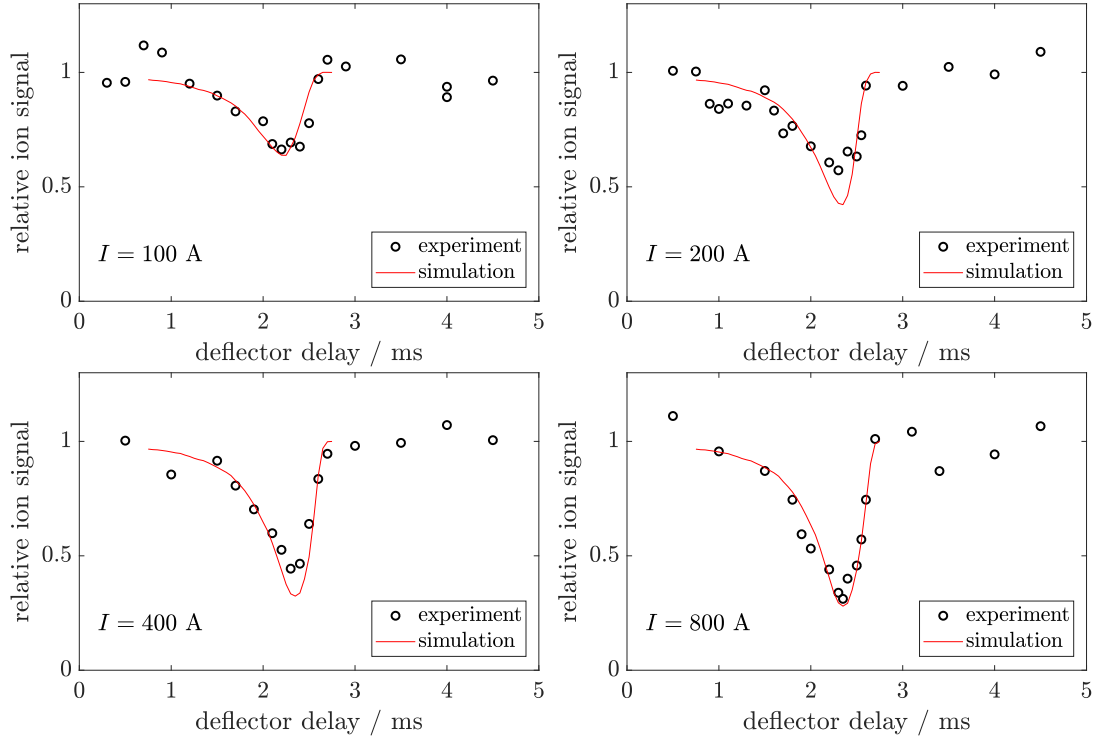 relative ion signal
1
0.5
0
I = 100 A
experiment
simulation
0 1 2 3 4 5
deflector delay / ms
relative ion signal
1
0.5
0
I = 200 A
experiment
simulation
0 1 2 3 4 5
deflector delay / ms
relative ion signal
1
0.5
0
I = 400 A
experiment
simulation
0 1 2 3 4 5
deflector delay / ms
relative ion signal
1
0.5
0
I = 800 A
experiment
simulation
0 1 2 3 4 5
deflector delay / ms